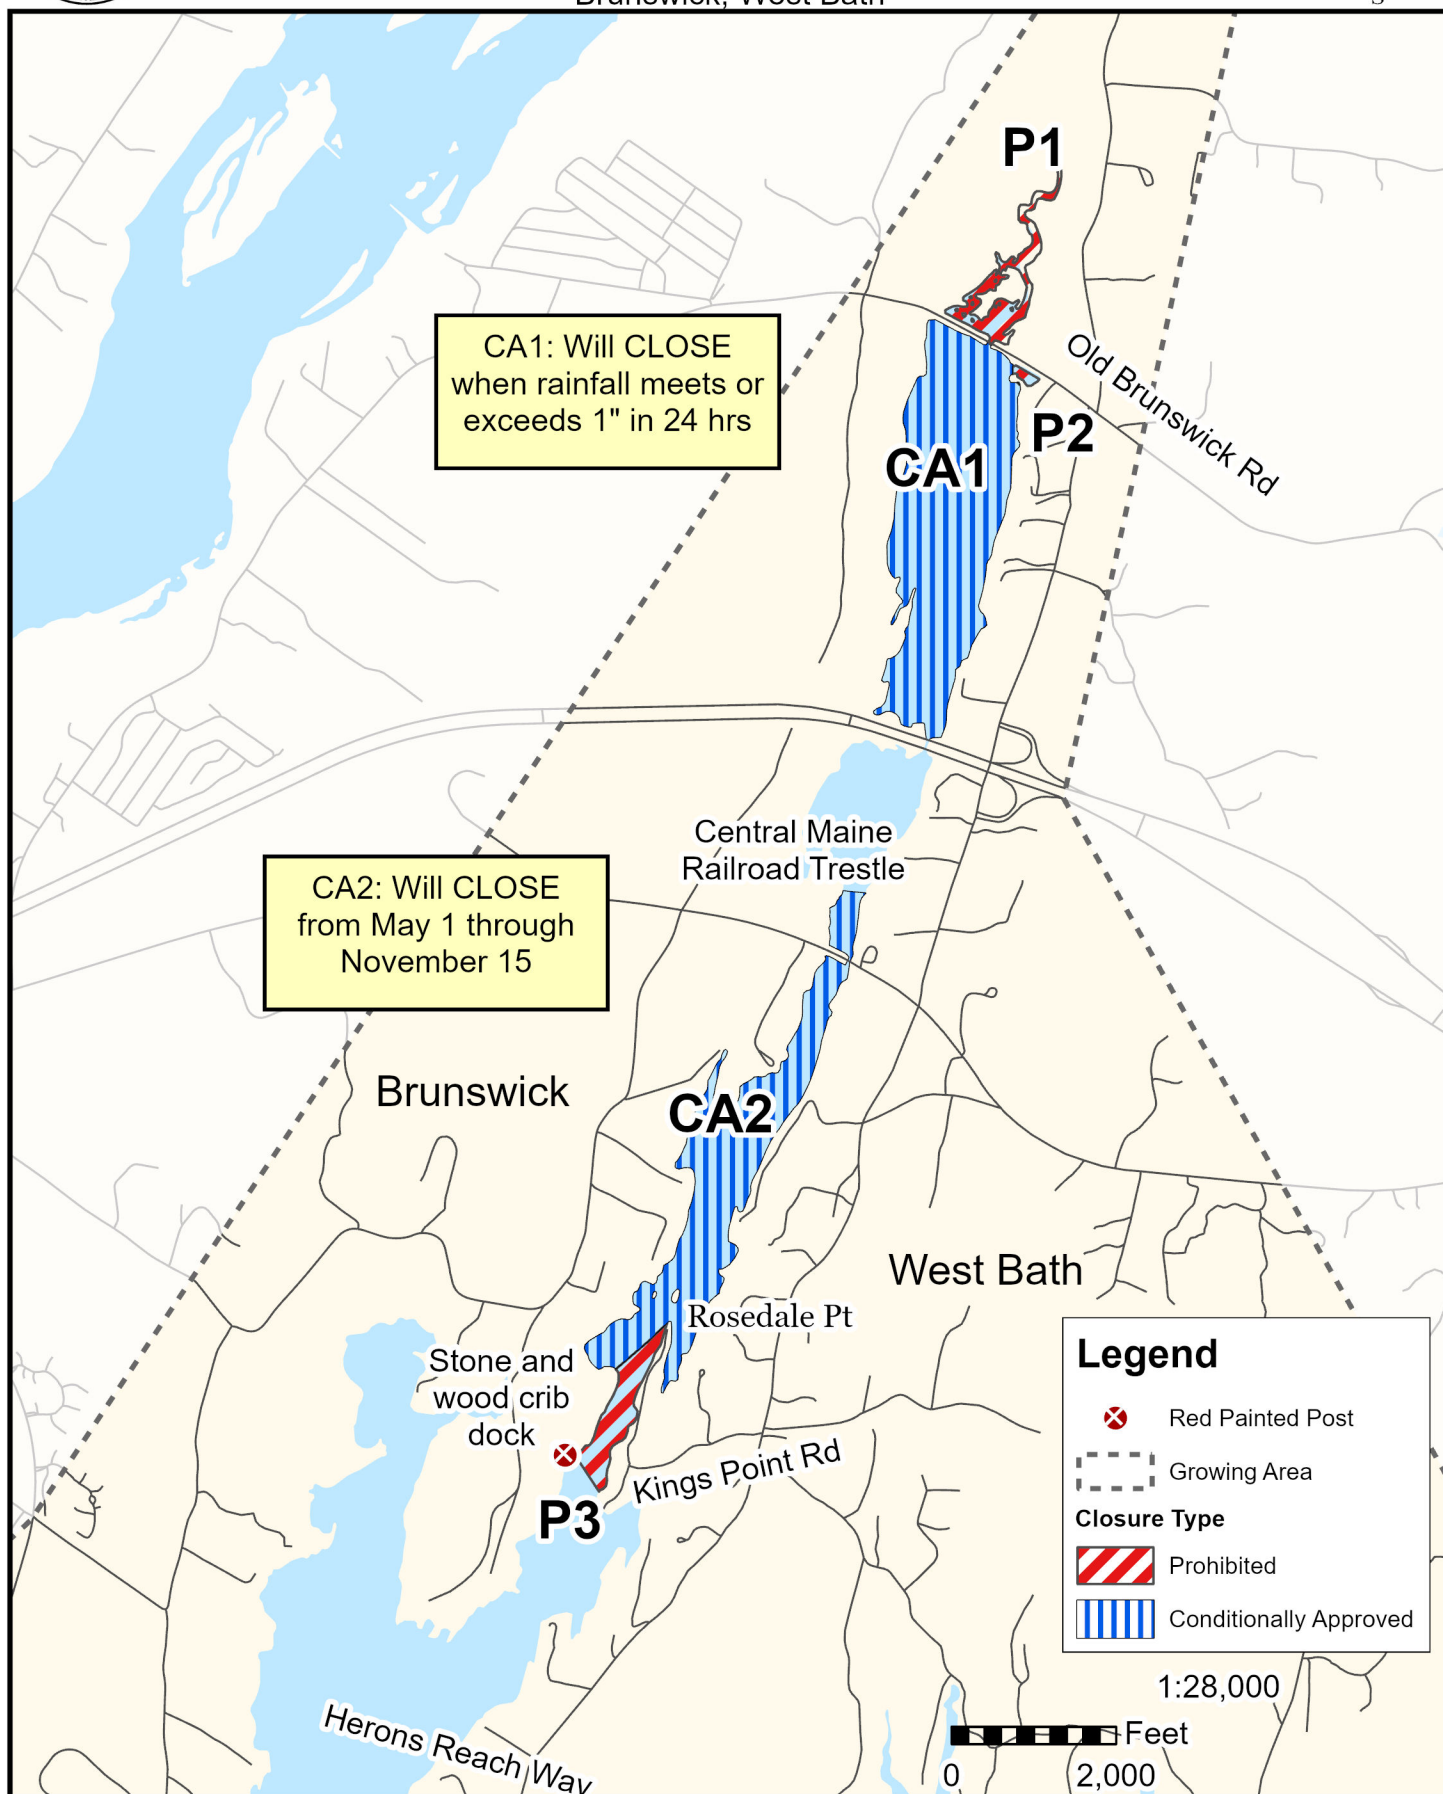 Brunswick, West Bath
P1
CA1: Will CLOSE
when rainfall meets or
exceeds 1" in 24 hrs
Old Brunswick Rd
P2
CA1
Central Maine
Railroad Trestle
CA2: Will CLOSE
from May 1 through
November 15
Brunswick
CA2
West Bath
Rosedale Pt
Stone and
wood crib
dock
Kings Point Rd
P3
Legend
Red Painted Post
Growing Area
Closure Type
Prohibited
Conditionally Approved
1:28,000
Feet
0 2,000
Herons Reach Way